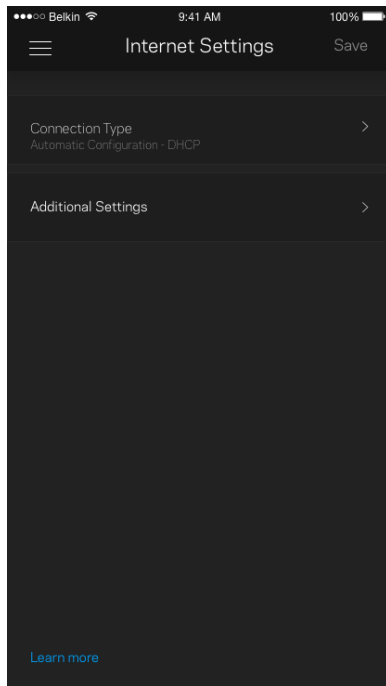 Belkin 9:41 AM 100%
Internet Settings Save
Connection Type
Automatic Configuration - DHCP
Additional Settings
Learn more